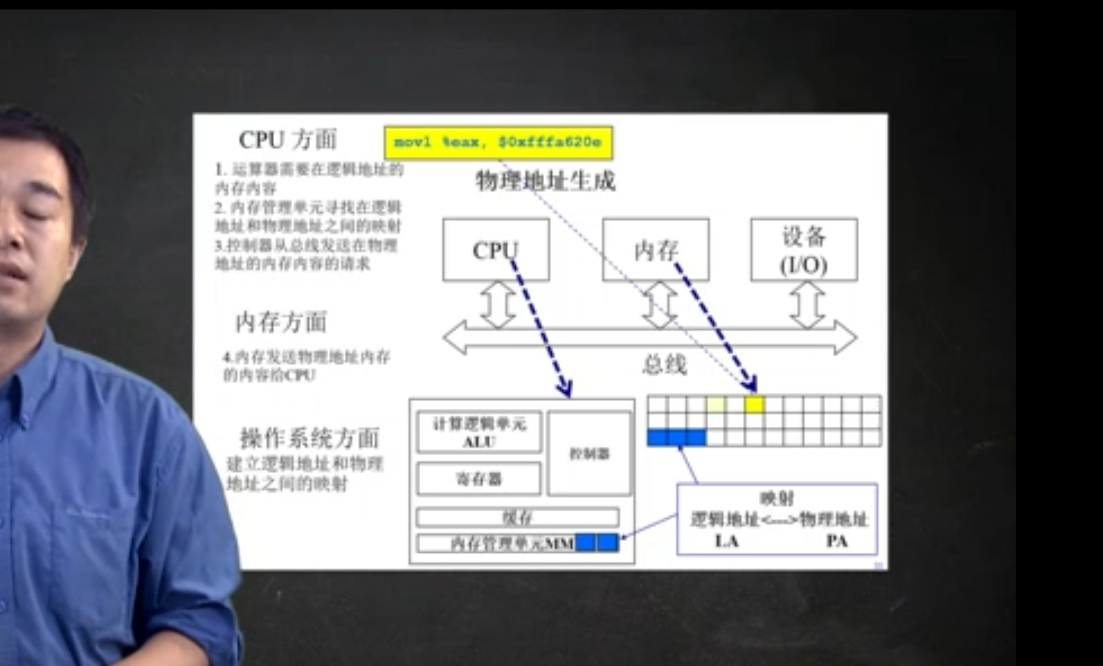 CPU 方面
movl %eax, $0xfffa620e
1. 运算器需要在逻辑地址的
内存内容
2. 内存管理单元寻找在逻辑
地址和物理地址之间的映射
3.控制器从总线发送在物理
地址的内存内容的请求
物理地址生成
CPU
内存
设备
(I/O)
总线
内存方面
4.内存发送物理地址内存
的内容给CPU
操作系统方面
建立逻辑地址和物理
地址之间的映射
计算逻辑单元
ALU
控制器
寄存器
缓存
内存管理单元MM
映射
逻辑地址<--->物理地址
LA
PA